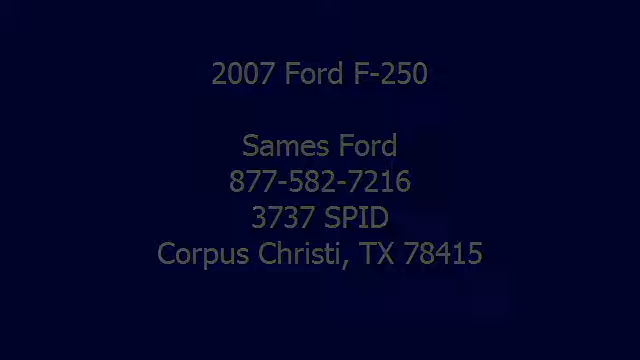 2007 Ford F-250
Sames Ford
877-582-7216
3737 SPID
Corpus Christi, TX 78415